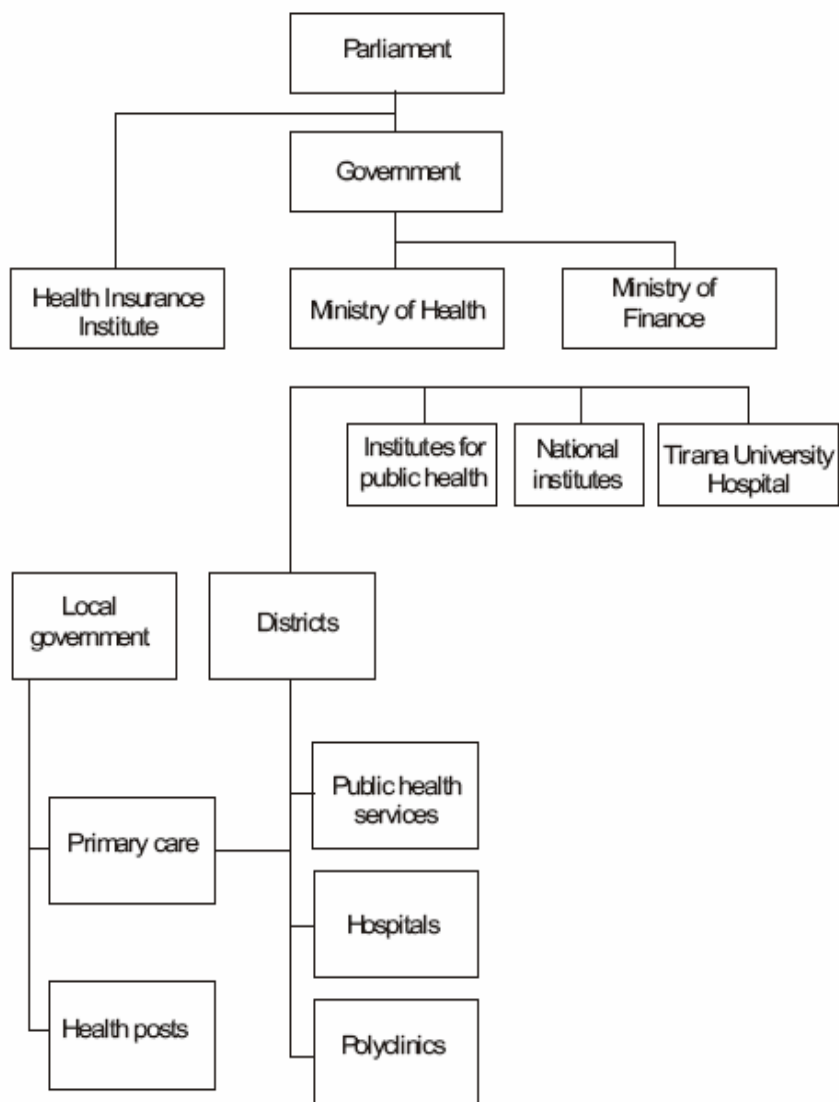 Parliament
Government
Health Insurance
Institute
Ministry of Health
Ministry of
Finance
Institutes for
public health
National
institutes
Tirana University
Hospital
Local
government
Districts
Public health
services
Primary care
Hospitals
Health posts
Polyclinics